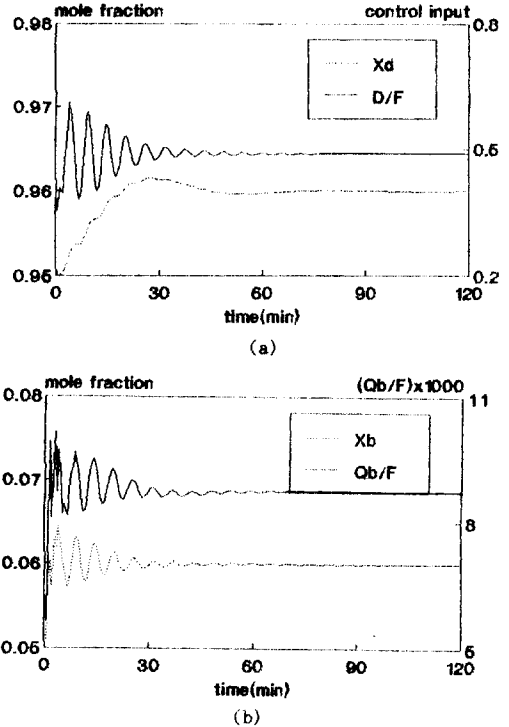 mole fraction control input
0.98 0.8
Xd
D/F
0.97
0.5
0.96
0.95 0.2
0 30 60 90 120
time(min)
(a)
mole fraction (Qb/F)x1000
0.08 11
Xb
Qb/F
0.07
8
0.06
0.05 5
0 30 60 90 120
time(min)
(b)